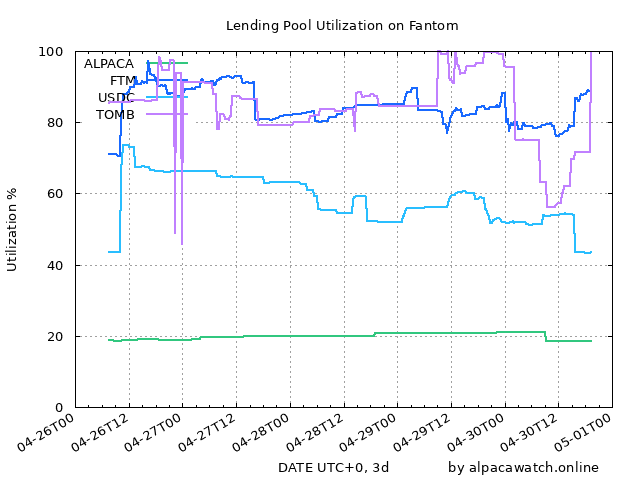 Lending Pool Utilization on Fantom
100
80
60
40
20
0
Utilization %
ALPACA
FTM
USDC
TOMB
04-26T00
04-26T12
04-27T00
04-27T12
04-28T00
04-28T12
04-29T00
04-29T12
04-30T00
04-30T12
05-01T00
DATE UTC+0, 3d
by alpacawatch.online